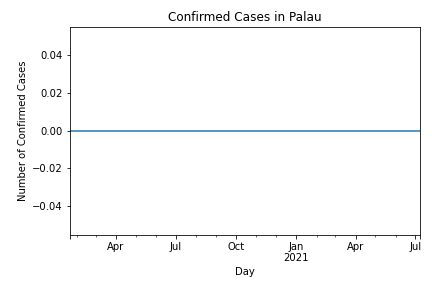 Confirmed Cases in Palau
Number of Confirmed Cases
0.04
0.02
0.00
−0.02
−0.04
Apr Jul Oct Jan Apr Jul
2021
Day